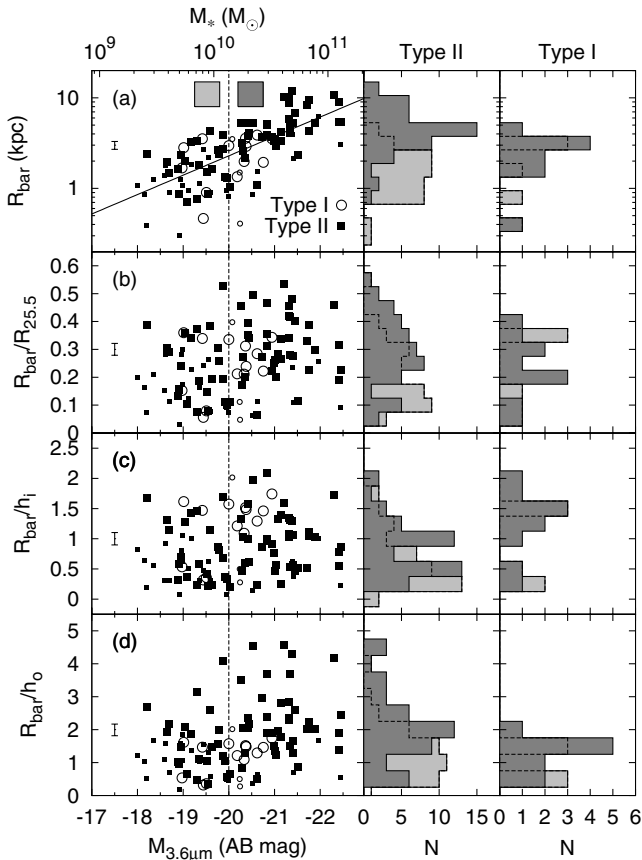 M* (M⊙)
10^9 10^10 10^11
Type II
Type I
10
1
R_bar (kpc)
(a)
Type I
Type II
0.6
0.5
0.4
0.3
0.2
0.1
0
R_bar/R_25.5
(b)
2.5
2
1.5
1
0.5
0
R_bar/h_i
(c)
5
4
3
2
1
0
R_bar/h_o
(d)
-17 -18 -19 -20 -21 -22
0 5 10 15
0 1 2 3 4 5 6
M_3.6μm (AB mag)
N
N